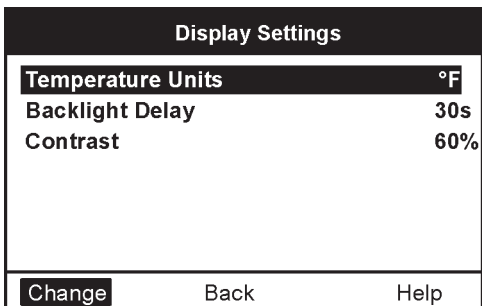 Display Settings
Temperature Units °F
Backlight Delay 30s
Contrast 60%
Change Back Help